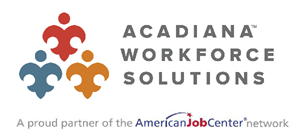 ACADIANA™
WORKFORCE
SOLUTIONS
A proud partner of the AmericanJobCenter® network